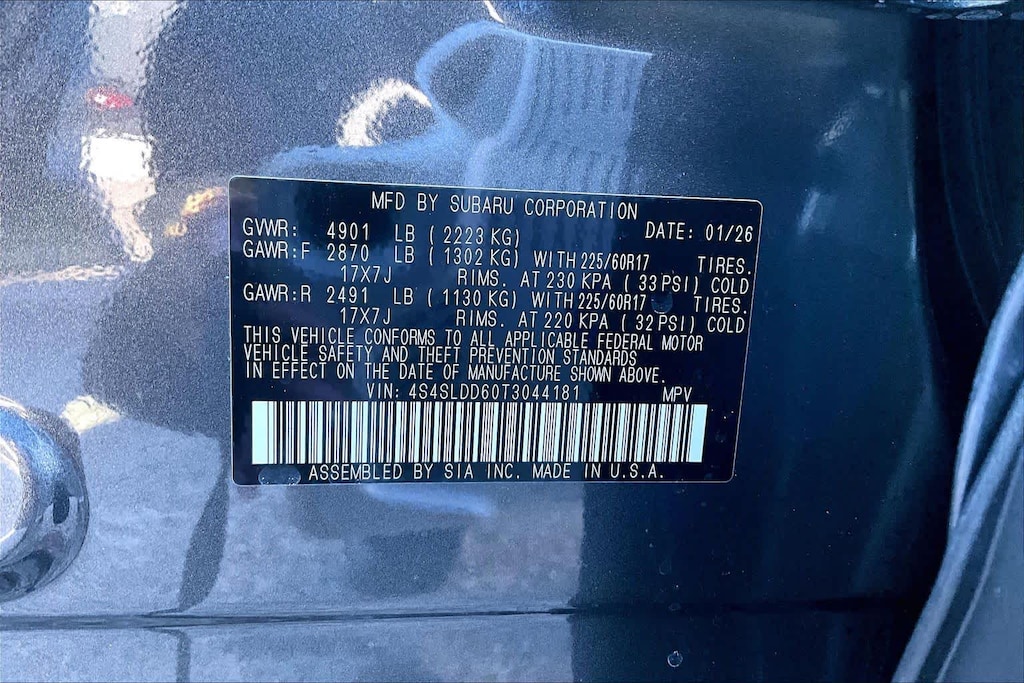 MFD BY SUBARU CORPORATION
GVWR: 4901 LB ( 2223 KG) DATE: 01/26
GAWR:F 2870 LB ( 1302 KG) WITH 225/60R17 TIRES.
17X7J RIMS. AT 230 KPA ( 33 PSI) COLD
GAWR:R 2491 LB ( 1130 KG) WITH 225/60R17 TIRES.
17X7J RIMS. AT 220 KPA ( 32 PSI) COLD
THIS VEHICLE CONFORMS TO ALL APPLICABLE FEDERAL MOTOR
VEHICLE SAFETY AND THEFT PREVENTION STANDARDS
IN EFFECT ON THE DATE OF MANUFACTURE SHOWN ABOVE.
VIN: 4S4SLDD60T3044181 MPV
ASSEMBLED BY SIA INC. MADE IN U.S.A.